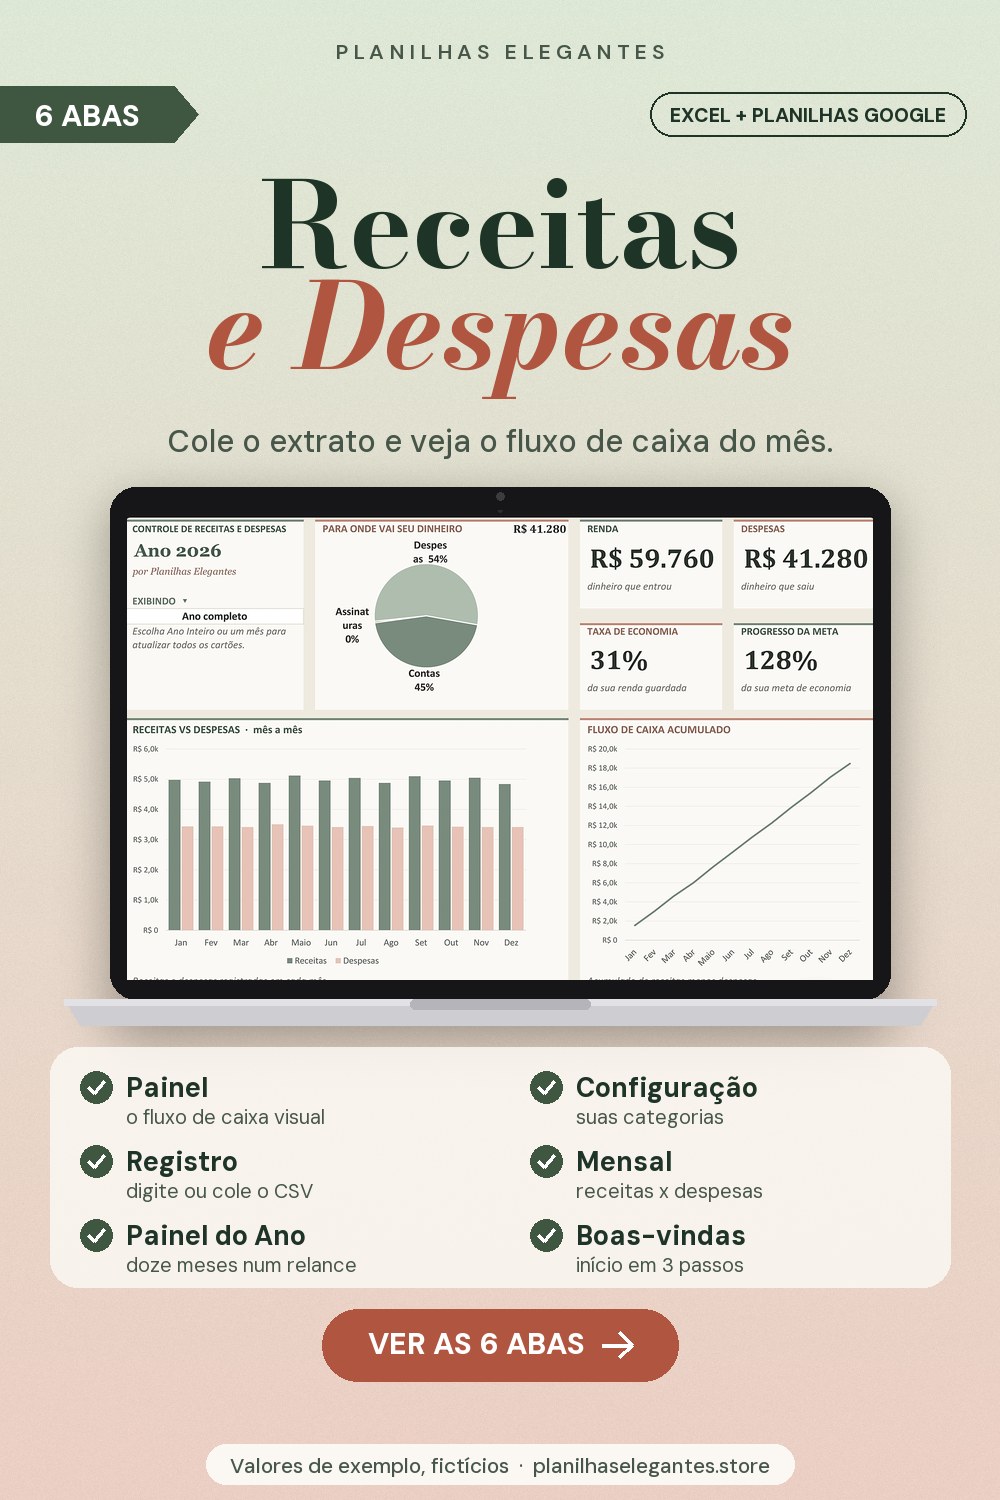 PLANILHAS ELEGANTES
6 ABAS
EXCEL + PLANILHAS GOOGLE
Receitas
e Despesas
Cole o extrato e veja o fluxo de caixa do mês.
CONTROLE DE RECEITAS E DESPESAS
Ano 2026
por Planilhas Elegantes
EXIBINDO ▼
Ano completo
Escolha Ano Inteiro ou um mês para
atualizar todos os cartões.
PARA ONDE VAI SEU DINHEIRO
R$ 41.280
Despes
as 54%
Assinat
uras
0%
Contas
45%
RENDA
R$ 59.760
dinheiro que entrou
DESPESAS
R$ 41.280
dinheiro que saiu
TAXA DE ECONOMIA
31%
da sua renda guardada
PROGRESSO DA META
128%
da sua meta de economia
RECEITAS VS DESPESAS · mês a mês
R$ 6,0k
R$ 5,0k
R$ 4,0k
R$ 3,0k
R$ 2,0k
R$ 1,0k
R$ 0
Jan Fev Mar Abr Maio Jun Jul Ago Set Out Nov Dez
Receitas Despesas
FLUXO DE CAIXA ACUMULADO
R$ 20,0k
R$ 18,0k
R$ 16,0k
R$ 14,0k
R$ 12,0k
R$ 10,0k
R$ 8,0k
R$ 6,0k
R$ 4,0k
R$ 2,0k
R$ 0
Jan Fev Mar Abr Maio Jun Jul Ago Set Out Nov Dez
Painel
o fluxo de caixa visual
Configuração
suas categorias
Registro
digite ou cole o CSV
Mensal
receitas x despesas
Painel do Ano
doze meses num relance
Boas-vindas
início em 3 passos
VER AS 6 ABAS →
Valores de exemplo, fictícios · planilhaselegantes.store